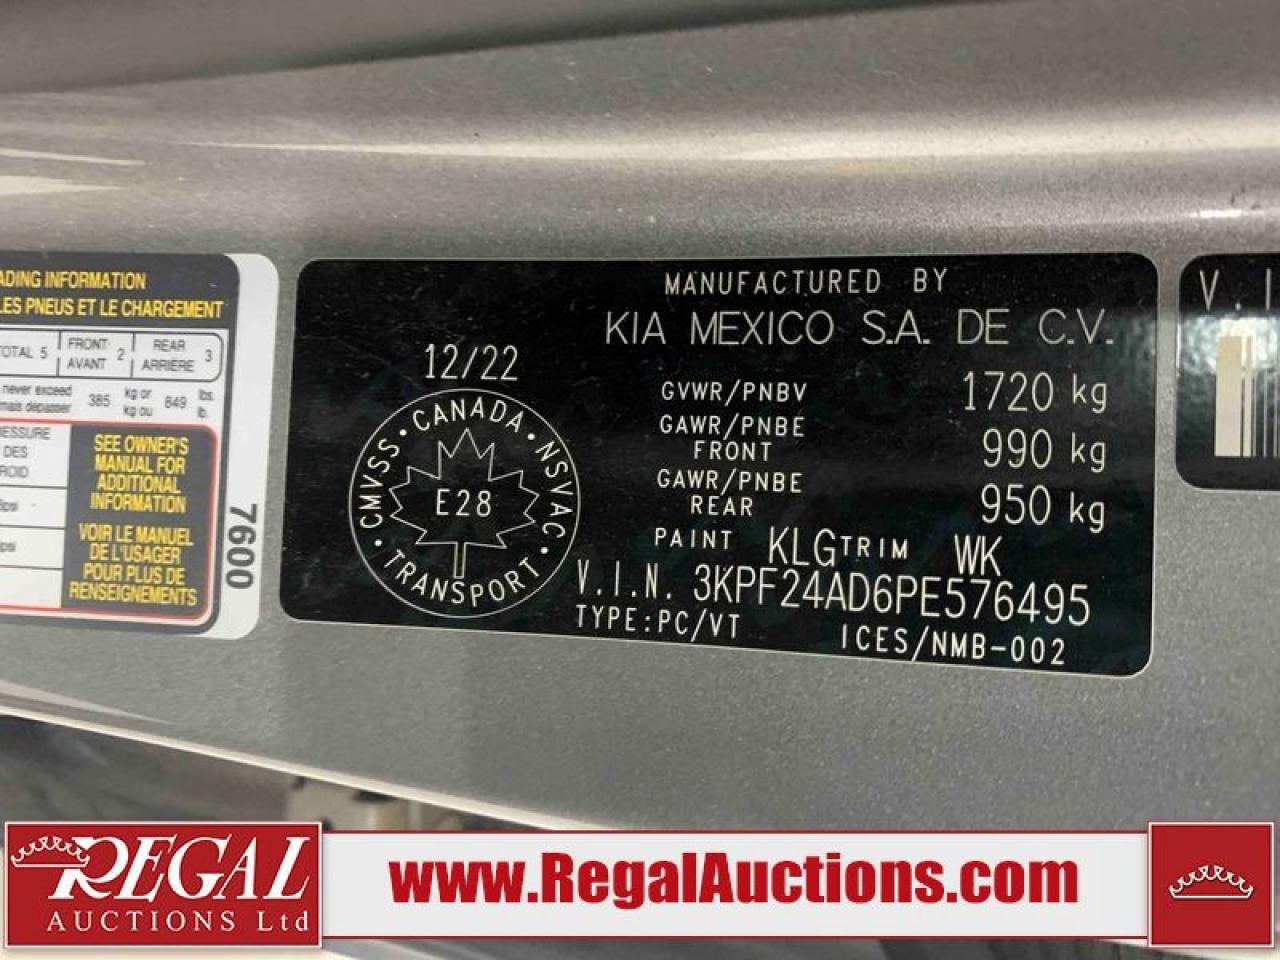 ADING INFORMATION
LES PNEUS ET LE CHARGEMENT
TOTAL 5 FRONT AVANT 2 REAR ARRIÈRE 3
never exceed 385 kg or 849 lbs.
mais dépasser kg ou lb.
DES
SEE OWNER'S
MANUAL FOR
ADDITIONAL
INFORMATION
VOIR LE MANUEL
DE L'USAGER
POUR PLUS DE
RENSEIGNEMENTS
7600
MANUFACTURED BY
KIA MEXICO S.A. DE C.V.
12/22
CANADA · NSVAC · TRANSPORT · CMVSS ·
E28
GVWR/PNBV 1720 kg
GAWR/PNBE FRONT 990 kg
GAWR/PNBE REAR 950 kg
PAINT KLG TRIM WK
V.I.N. 3KPF24AD6PE576495
TYPE:PC/VT ICES/NMB-002
V.I
REGAL
AUCTIONS Ltd
www.RegalAuctions.com